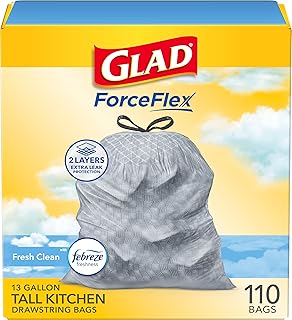 GLAD
ForceFlex
2 LAYERS
EXTRA LEAK
PROTECTION
Fresh Clean
with
febreze
freshness
13 GALLON
TALL KITCHEN
DRAWSTRING BAGS
110
BAGS